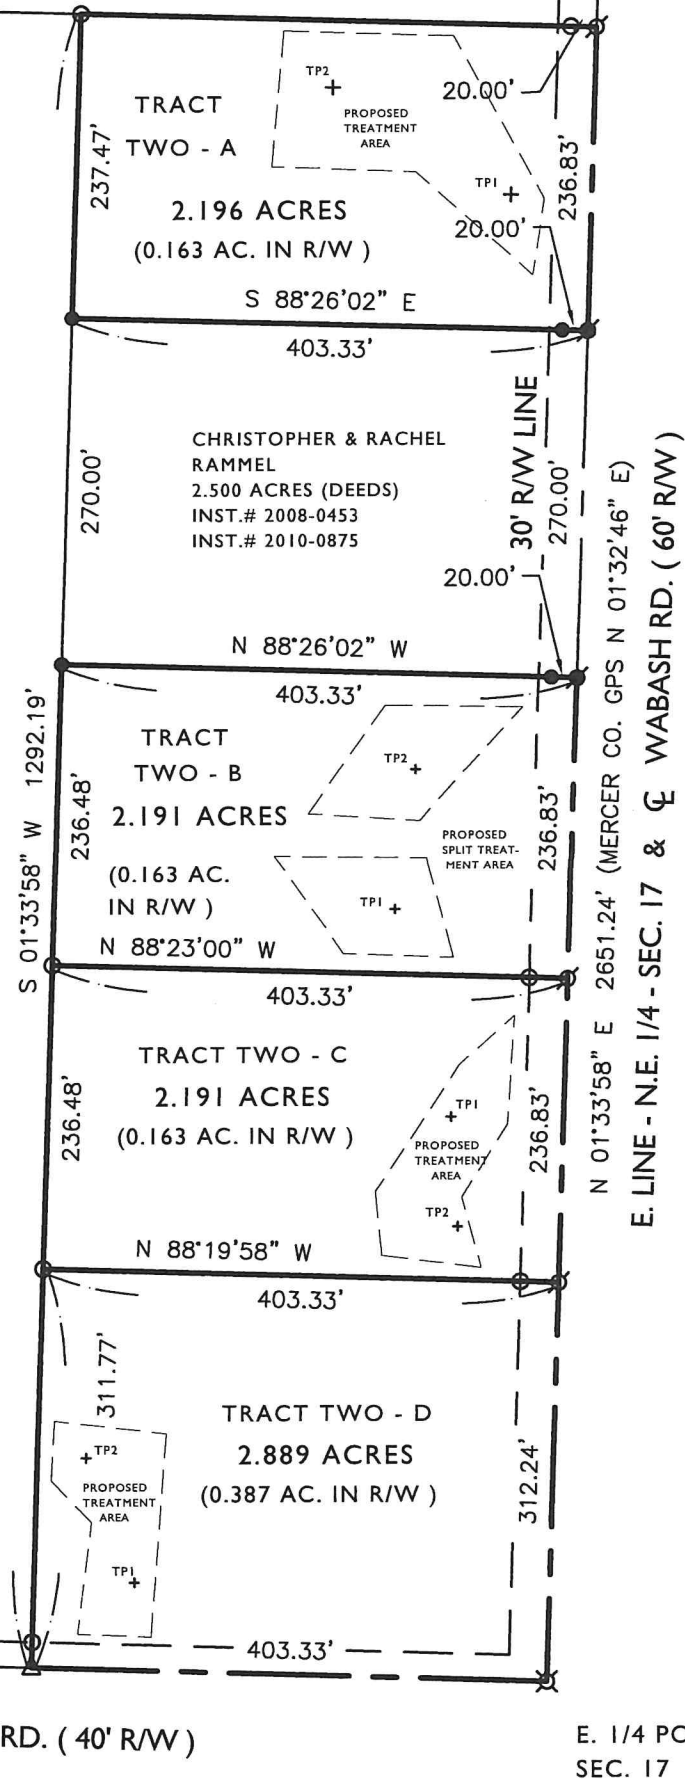 TP2
PROPOSED
TREATMENT
AREA
20.00'
TRACT
TWO - A
237.47'
236.83'
TP1
2.196 ACRES
(0.163 AC. IN R/W )
20.00'
S 88°26'02" E
403.33'
CHRISTOPHER & RACHEL
RAMMEL
2.500 ACRES (DEEDS)
INST.# 2008-0453
INST.# 2010-0875
270.00'
30' R/W LINE
270.00'
20.00'
N 88°26'02" W
403.33'
S 01°33'58" W 1292.19'
N 01°33'58" E 2651.24' (MERCER CO. GPS N 01°32'46" E)
E. LINE - N.E. 1/4 - SEC. 17 & ℄ WABASH RD. ( 60' R/W )
TRACT
TWO - B
2.191 ACRES
(0.163 AC.
IN R/W )
236.48'
TP2
PROPOSED
SPLIT TREAT-
MENT AREA
236.83'
TP1
N 88°23'00" W
403.33'
TRACT TWO - C
2.191 ACRES
(0.163 AC. IN R/W )
236.48'
TP1
PROPOSED
TREATMENT
AREA
TP2
236.83'
N 88°19'58" W
403.33'
311.77'
TRACT TWO - D
2.889 ACRES
(0.387 AC. IN R/W )
TP2
PROPOSED
TREATMENT
AREA
TP1
312.24'
403.33'
RD. ( 40' R/W )
E. 1/4 PO
SEC. 17